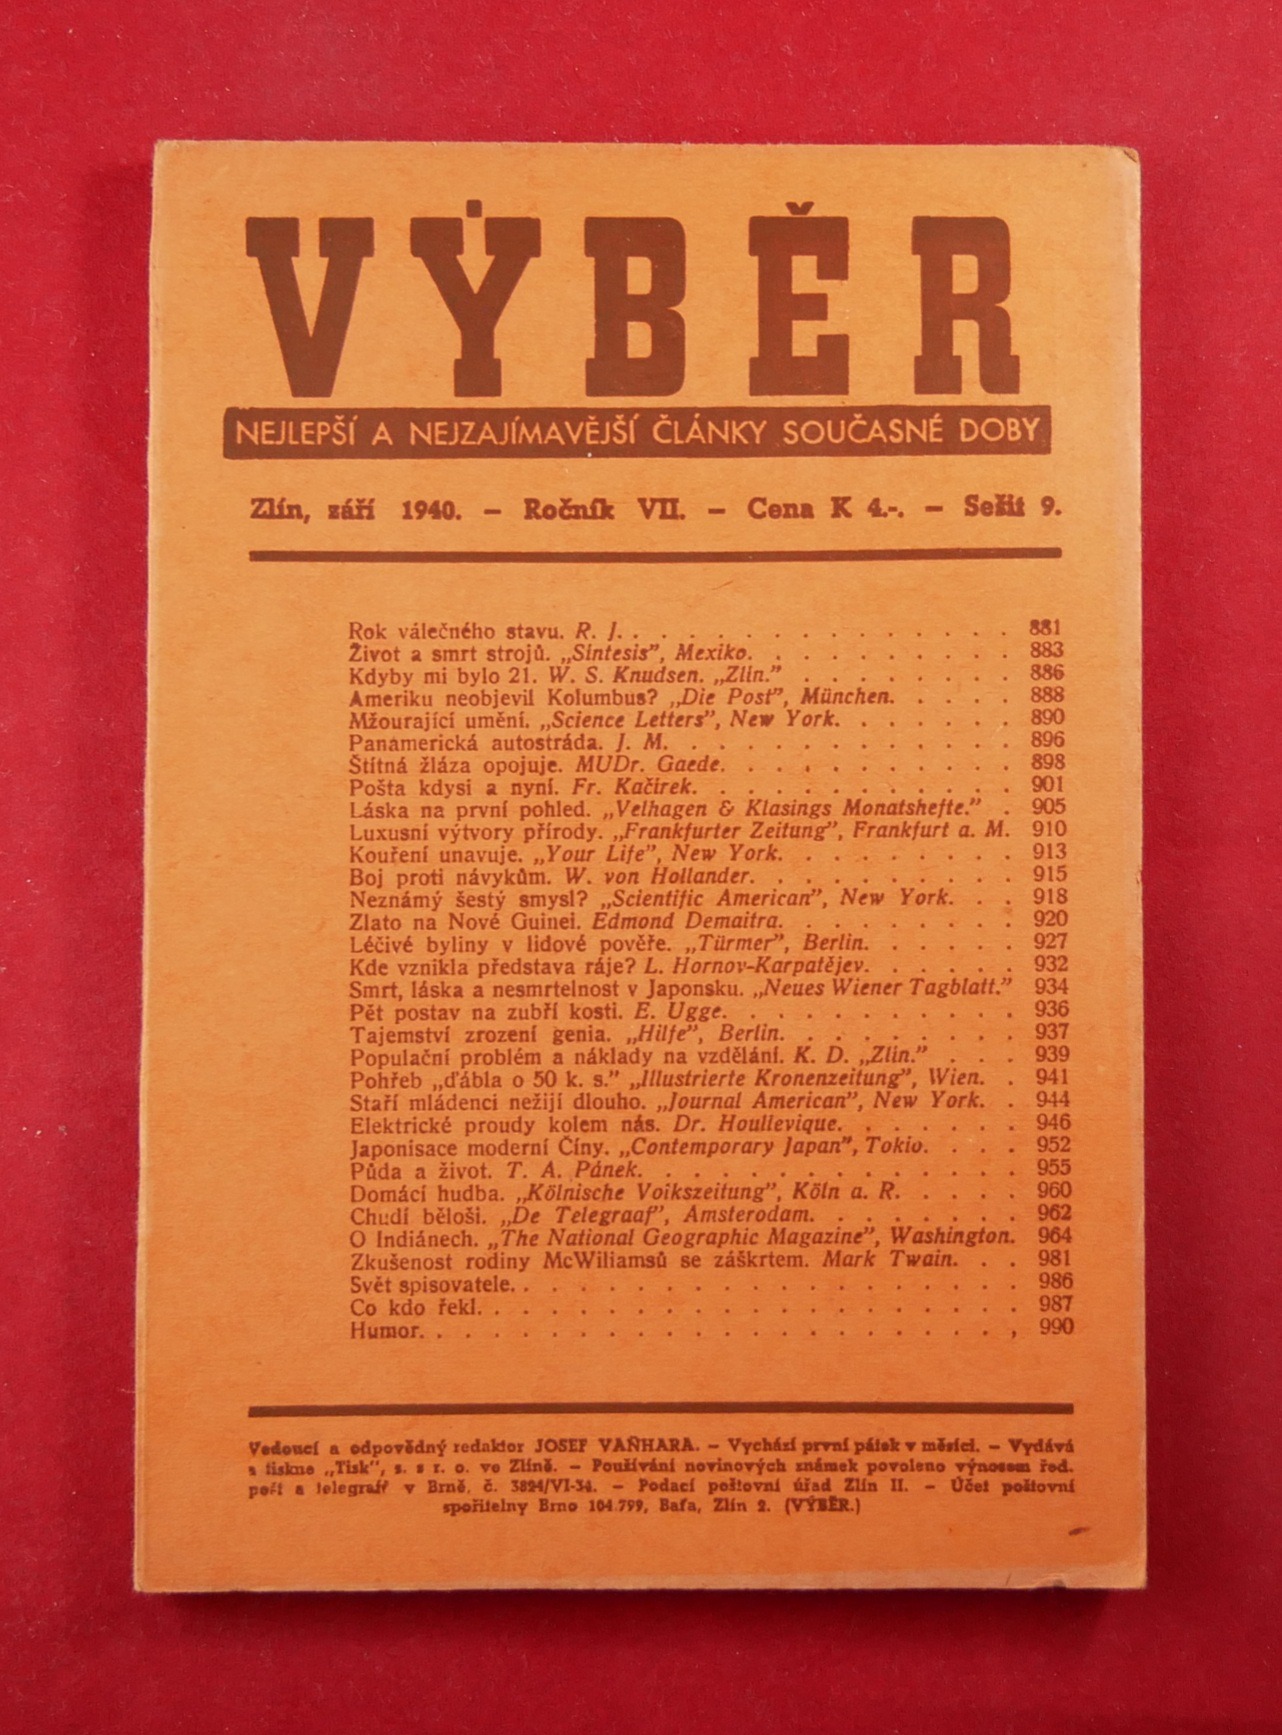 VÝBĚR
NEJLEPŠÍ A NEJZAJÍMAVĚJŠÍ ČLÁNKY SOUČASNÉ DOBY
Zlín, září 1940. – Ročník VII. – Cena K 4.-. – Sešit 9.
Rok válečného stavu. R. J. . . . . . . . . . . . . . . . 881
Život a smrt strojů. „Sintesis”, Mexiko. . . . . . . . . . 883
Kdyby mi bylo 21. W. S. Knudsen. „Zlín.” . . . . . . . . . 886
Ameriku neobjevil Kolumbus? „Die Post”, München. . . . . . 888
Mžourající umění. „Science Letters”, New York. . . . . . . 890
Panamerická autostráda. J. M. . . . . . . . . . . . . . 896
Štítná žláza opojuje. MUDr. Gaede. . . . . . . . . . . . 898
Pošta kdysi a nyní. Fr. Kačírek. . . . . . . . . . . . . 901
Láska na první pohled. „Velhagen & Klasings Monatshefte.” . 905
Luxusní výtvory přírody. „Frankfurter Zeitung”, Frankfurt a. M. 910
Kouření unavuje. „Your Life”, New York. . . . . . . . . 913
Boj proti návykům. W. von Hollander. . . . . . . . . . . 915
Neznámý šestý smysl? „Scientific American”, New York. . . 918
Zlato na Nové Guinei. Edmond Demaitra. . . . . . . . . 920
Léčivé byliny v lidové pověře. „Türmer”, Berlin. . . . . . 927
Kde vznikla představa ráje? L. Hornov-Karpatějev. . . . . . 932
Smrt, láska a nesmrtelnost v Japonsku. „Neues Wiener Tagblatt.” 934
Pět postav na zubří kosti. E. Ugge. . . . . . . . . . . 936
Tajemství zrození genia. „Hilfe”, Berlin. . . . . . . . . 937
Populační problém a náklady na vzdělání. K. D. „Zlín.” . . . 939
Pohřeb „ďábla o 50 k. s.” „Illustrierte Kronenzeitung”, Wien. . 941
Staří mládenci nežijí dlouho. „Journal American”, New York. . 944
Elektrické proudy kolem nás. Dr. Houllevique. . . . . . . 946
Japonisace moderní Číny. „Contemporary Japan”, Tokio. . . . 952
Půda a život. T. A. Pánek. . . . . . . . . . . . . . . 955
Domácí hudba. „Kölnische Volkszeitung”, Köln a. R. . . . . 960
Chudí běloši. „De Telegraaf”, Amsterodam. . . . . . . . 962
O Indiánech. „The National Geographic Magazine”, Washington. 964
Zkušenost rodiny McWiliamsů se záškrtem. Mark Twain. . . 981
Svět spisovatele. . . . . . . . . . . . . . . . . . . . 986
Co kdo řekl. . . . . . . . . . . . . . . . . . . . . . 987
Humor. . . . . . . . . . . . . . . . . . . . . . , 990
Vedoucí a odpovědný redaktor JOSEF VAŇHARA. – Vychází první pátek v měsíci. – Vydává
a tiskne „Tisk”, s. s r. o. ve Zlíně. – Používání novinových známek povoleno výnosem řed.
pošt a telegrafř v Brně, č. 3824/VI-34. – Podací poštovní úřad Zlín II. – Účet poštovní
spořitelny Brno 104.799, Baťa, Zlín 2. (VÝBĚR.)